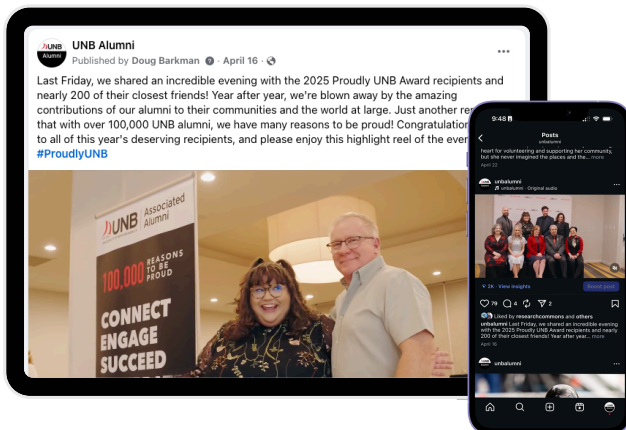 UNB
Alumni
UNB Alumni
Published by Doug Barkman · April 16 ·
Last Friday, we shared an incredible evening with the 2025 Proudly UNB Award recipients and
nearly 200 of their closest friends! Year after year, we're blown away by the amazing
contributions of our alumni to their communities and the world at large. Just another
that with over 100,000 UNB alumni, we have many reasons to be proud!
to all of this year's deserving recipients, and please enjoy this highlight reel of the
#ProudlyUNB
UNB Associated
Alumni
100,000 REASONS
TO BE
PROUD
CONNECT
ENGAGE
SUCCEED
9:48
Posts
unbalumni
heart for volunteering and supporting her community,
but she never imagined the places and the... more
April 22
unbalumni
unbalumni · Original audio
2K · View insights
Boost post
79 4 2
Liked by researchcommons and others
unbalumni Last Friday, we shared an incredible evening
with the 2025 Proudly UNB Award recipients and nearly
200 of their closest friends! Year after year... more
April 16
unbalumni